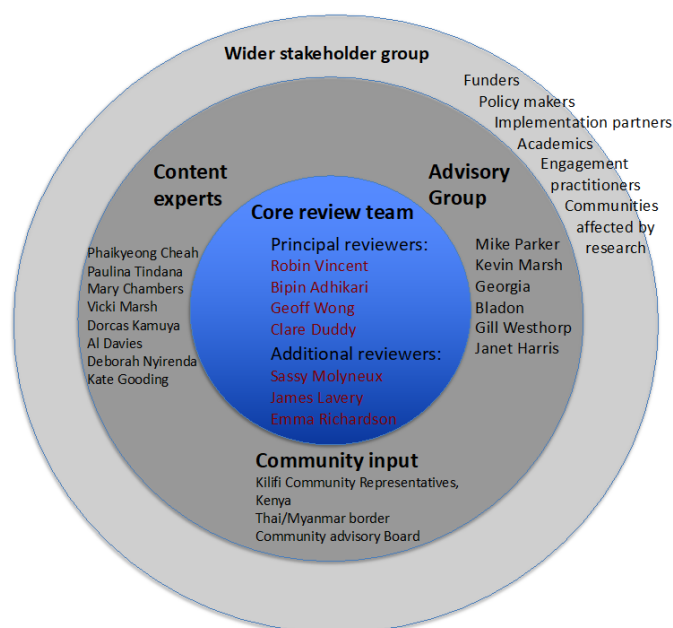 Wider stakeholder group
Funders
Policy makers
Implementation partners
Academics
Engagement
practitioners
Communities
affected by
research
Content
experts
Phaikyeong Cheah
Paulina Tindana
Mary Chambers
Vicki Marsh
Dorcas Kamuya
Al Davies
Deborah Nyirenda
Kate Gooding
Core review team
Principal reviewers:
Robin Vincent
Bipin Adhikari
Geoff Wong
Clare Duddy
Additional reviewers:
Sassy Molyneux
James Lavery
Emma Richardson
Advisory
Group
Mike Parker
Kevin Marsh
Georgia
Bladon
Gill Westhorp
Janet Harris
Community input
Kilifi Community Representatives,
Kenya
Thai/Myanmar border
Community advisory Board